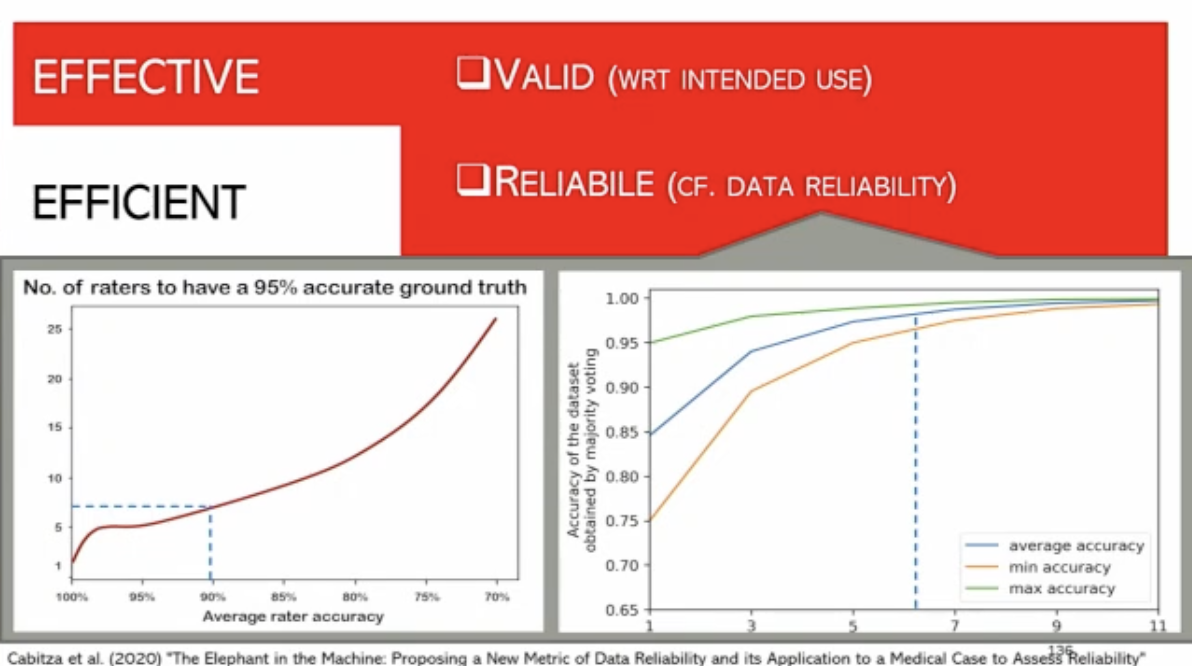 EFFECTIVE
❑VALID (WRT INTENDED USE)
EFFICIENT
❑RELIABILE (CF. DATA RELIABILITY)
No. of raters to have a 95% accurate ground truth
25
20
15
10
5
1
100% 95% 90% 85% 80% 75% 70%
Average rater accuracy
1.00
0.95
0.90
0.85
0.80
0.75
0.70
0.65
Accuracy of the dataset
obtained by majority voting
average accuracy
min accuracy
max accuracy
1 3 5 7 9 11
136
Cabitza et al. (2020) "The Elephant in the Machine: Proposing a New Metric of Data Reliability and its Application to a Medical Case to Assess Reliability"